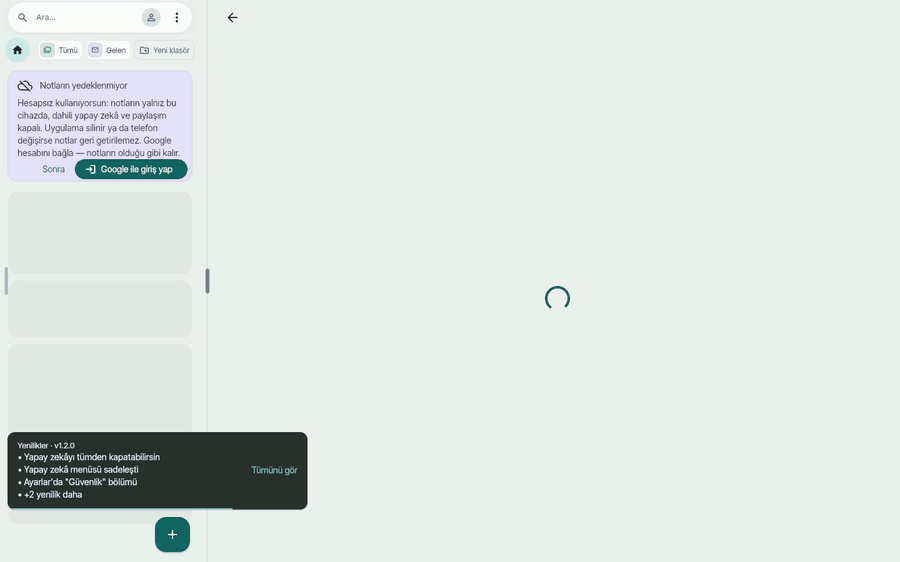 Ara...
Tümü
Gelen
Yeni klasör
Notların yedeklenmiyor
Hesapsız kullanıyorsun: notların yalnız bu
cihazda, dahili yapay zekâ ve paylaşım
kapalı. Uygulama silinir ya da telefon
değişirse notlar geri getirilemez. Google
hesabını bağla — notların olduğu gibi kalır.
Sonra
Google ile giriş yap
Yenilikler · v1.2.0
• Yapay zekâyı tümden kapatabilirsin
• Yapay zekâ menüsü sadeleşti
• Ayarlar'da "Güvenlik" bölümü
• +2 yenilik daha
Tümünü gör